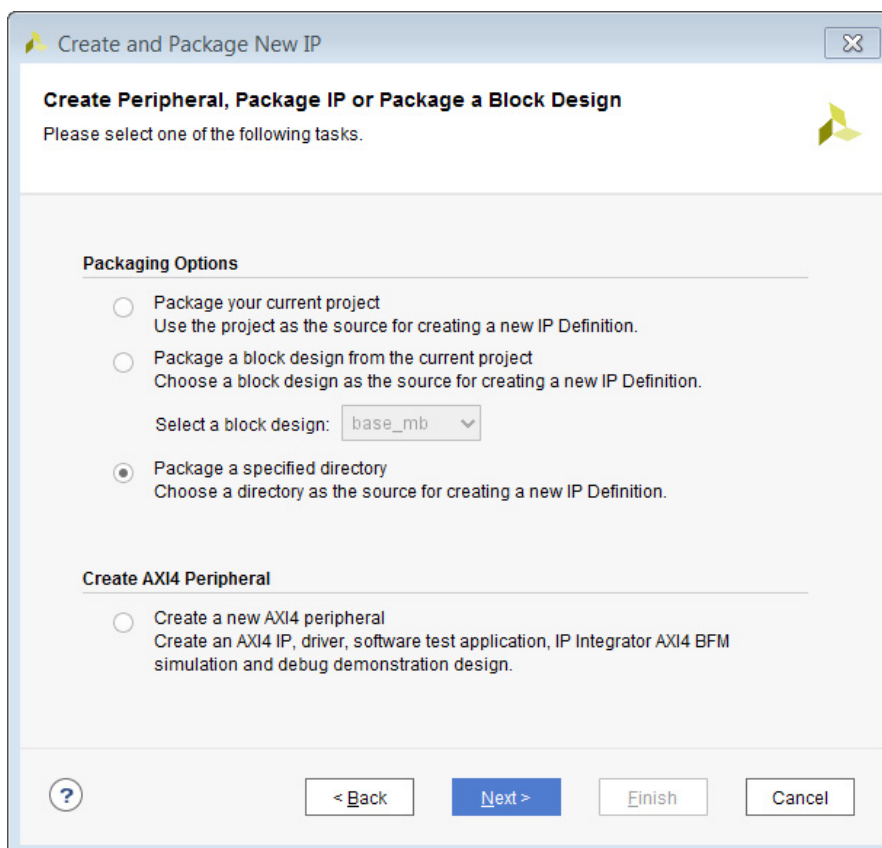 Create and Package New IP
Create Peripheral, Package IP or Package a Block Design
Please select one of the following tasks.
Packaging Options
Package your current project
Use the project as the source for creating a new IP Definition.
Package a block design from the current project
Choose a block design as the source for creating a new IP Definition.
Select a block design: base_mb
Package a specified directory
Choose a directory as the source for creating a new IP Definition.
Create AXI4 Peripheral
Create a new AXI4 peripheral
Create an AXI4 IP, driver, software test application, IP Integrator AXI4 BFM
simulation and debug demonstration design.
? < Back Next > Finish Cancel